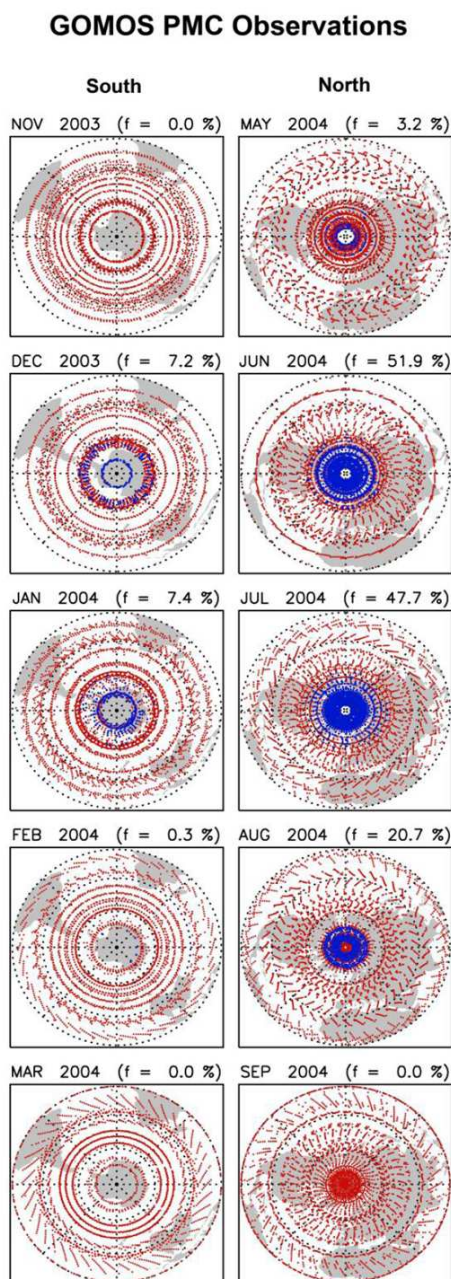 GOMOS PMC Observations
South North
NOV 2003 (f = 0.0 %) MAY 2004 (f = 3.2 %)
DEC 2003 (f = 7.2 %) JUN 2004 (f = 51.9 %)
JAN 2004 (f = 7.4 %) JUL 2004 (f = 47.7 %)
FEB 2004 (f = 0.3 %) AUG 2004 (f = 20.7 %)
MAR 2004 (f = 0.0 %) SEP 2004 (f = 0.0 %)